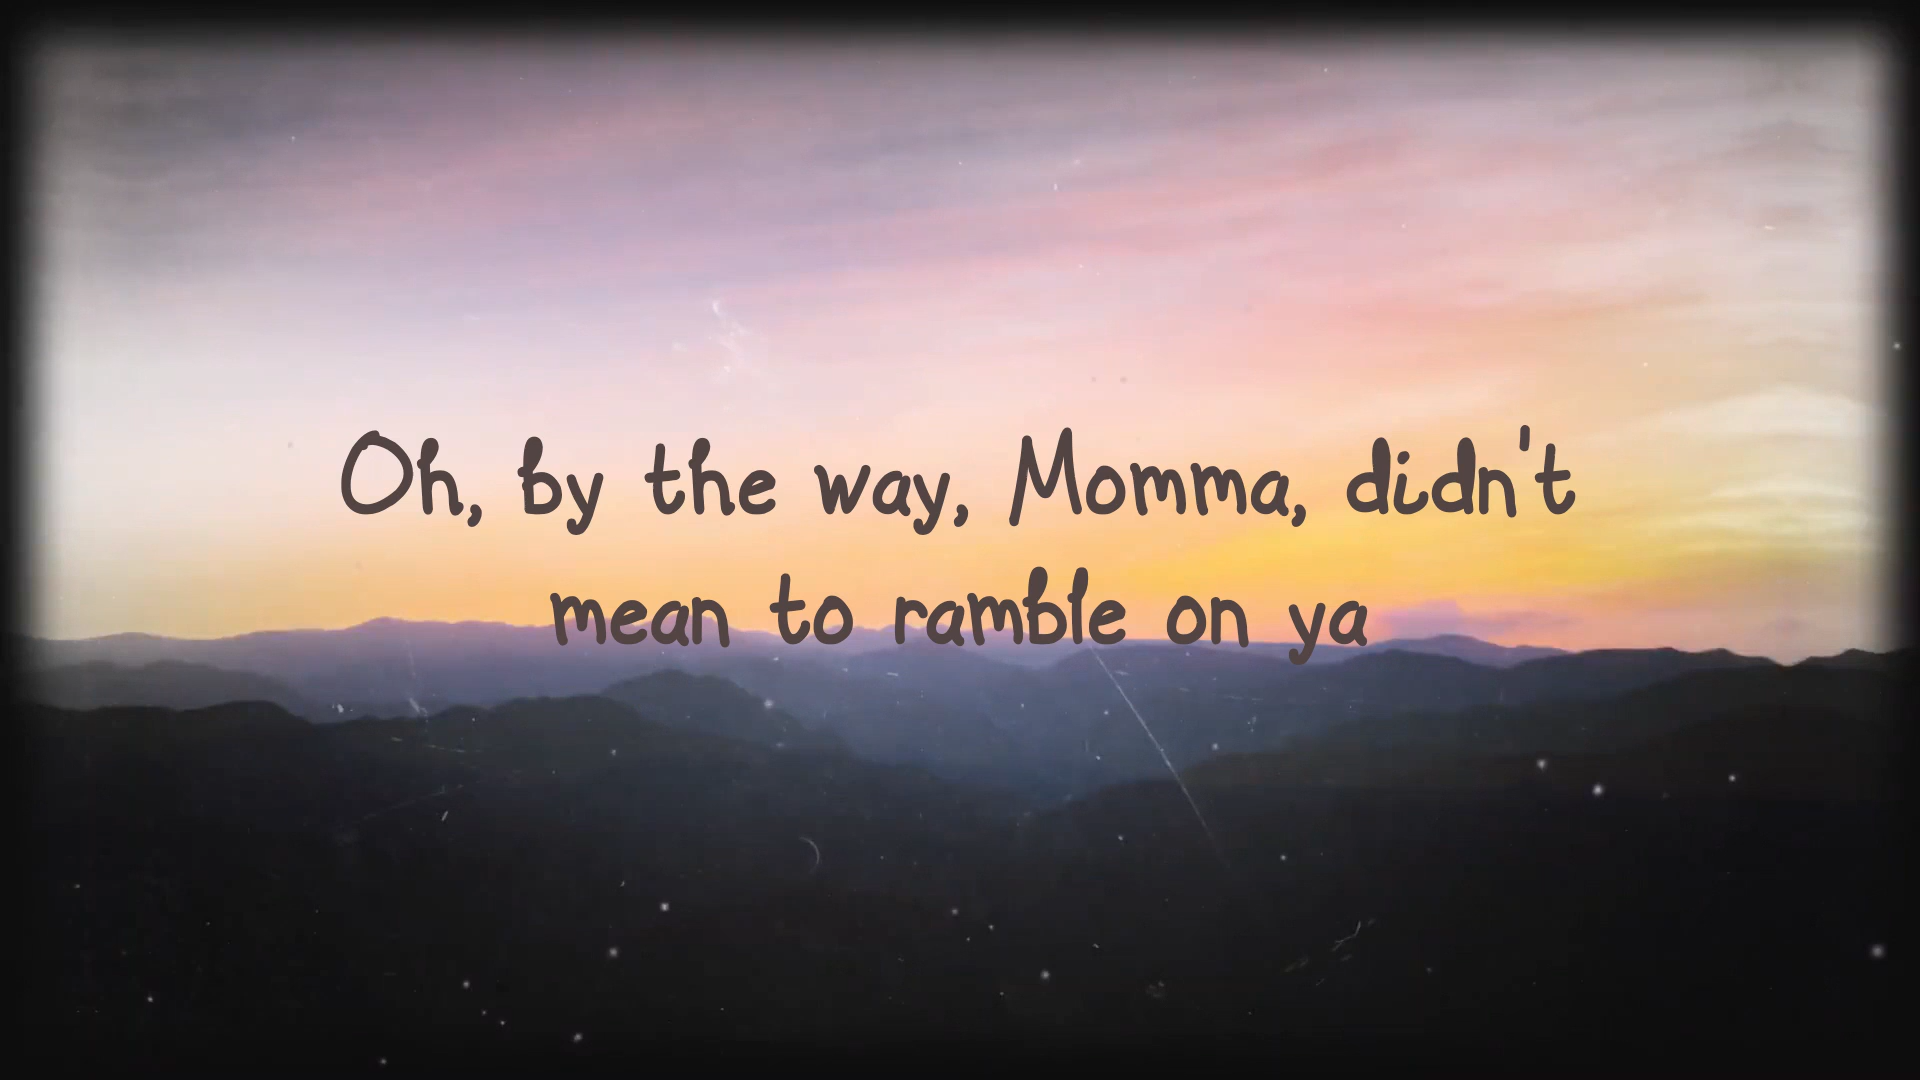 Oh, by the way, Momma, didn't
mean to ramble on ya